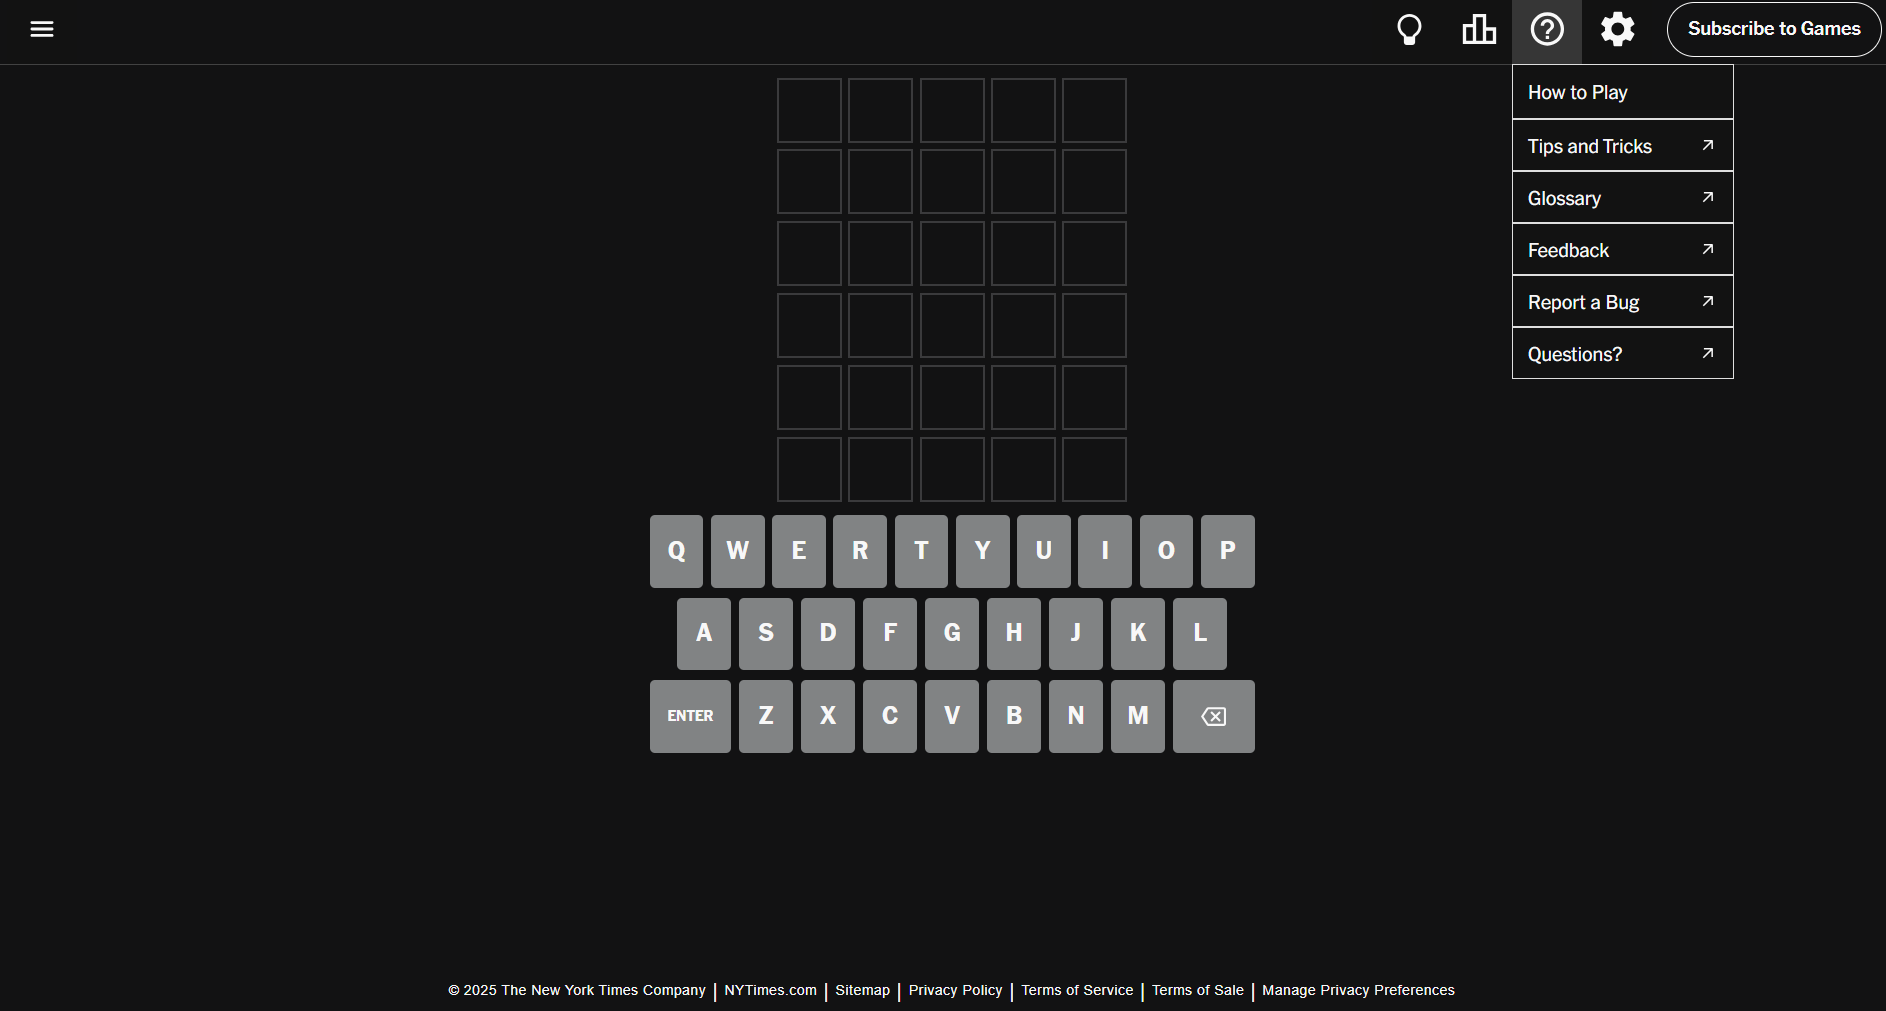 Subscribe to Games
How to Play
Tips and Tricks
Glossary
Feedback
Report a Bug
Questions?
Q W E R T Y U I O P
A S D F G H J K L
ENTER Z X C V B N M
© 2025 The New York Times Company | NYTimes.com | Sitemap | Privacy Policy | Terms of Service | Terms of Sale | Manage Privacy Preferences